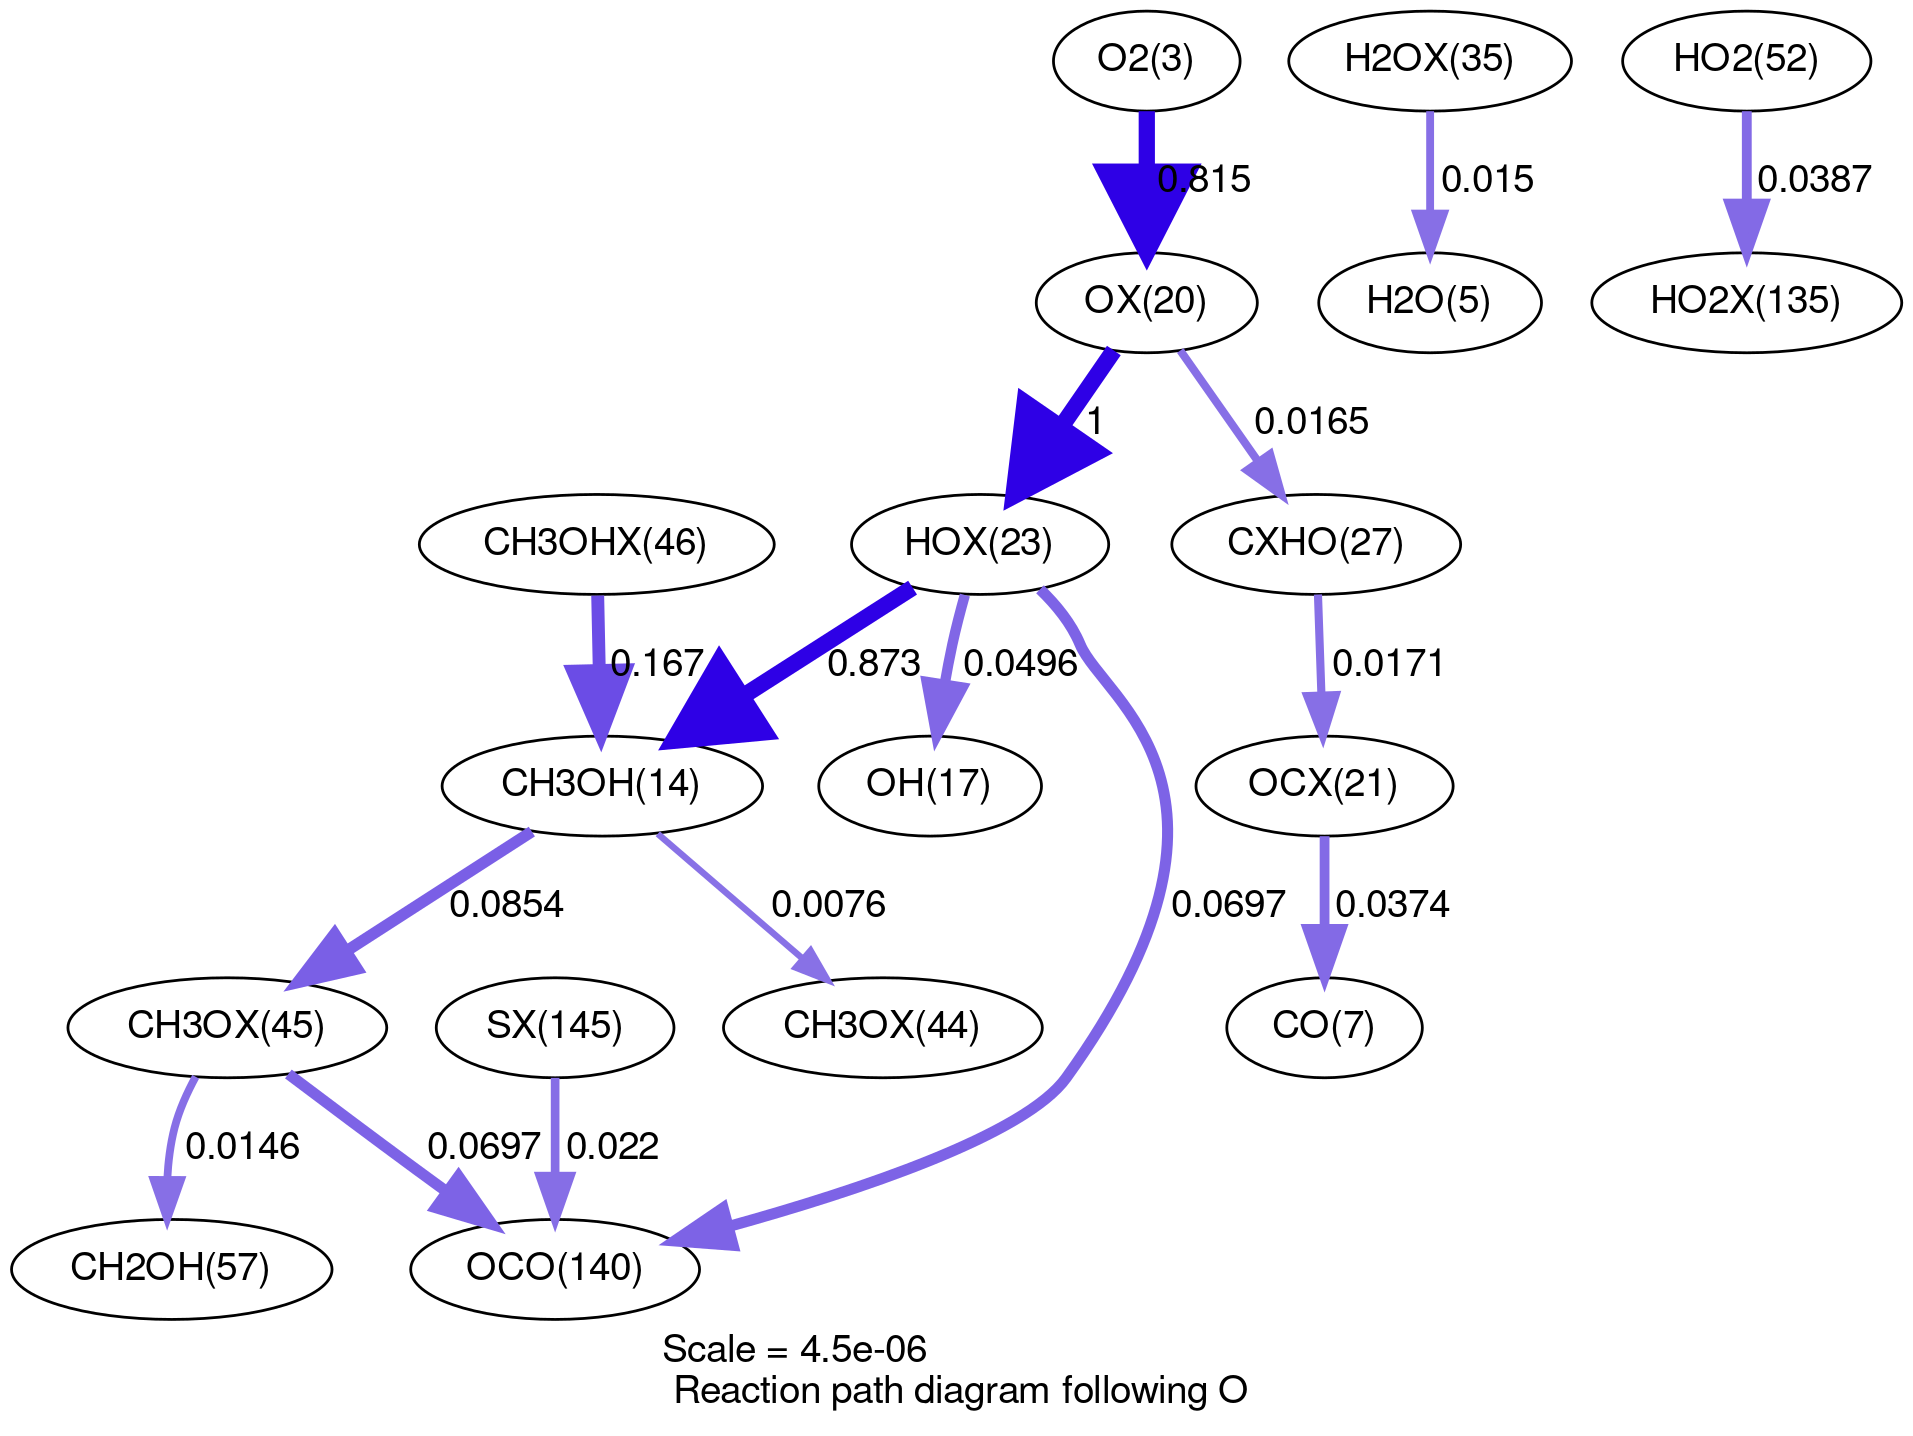 O2(3)
H2OX(35)
HO2(52)
0.815
0.015
0.0387
OX(20)
H2O(5)
HO2X(135)
1
0.0165
CH3OHX(46)
HOX(23)
CXHO(27)
0.167
0.873
0.0496
0.0171
CH3OH(14)
OH(17)
OCX(21)
0.0854
0.0076
0.0697
0.0374
CH3OX(45)
SX(145)
CH3OX(44)
CO(7)
0.0146
0.0697
0.022
CH2OH(57)
OCO(140)
Scale = 4.5e-06
Reaction path diagram following O